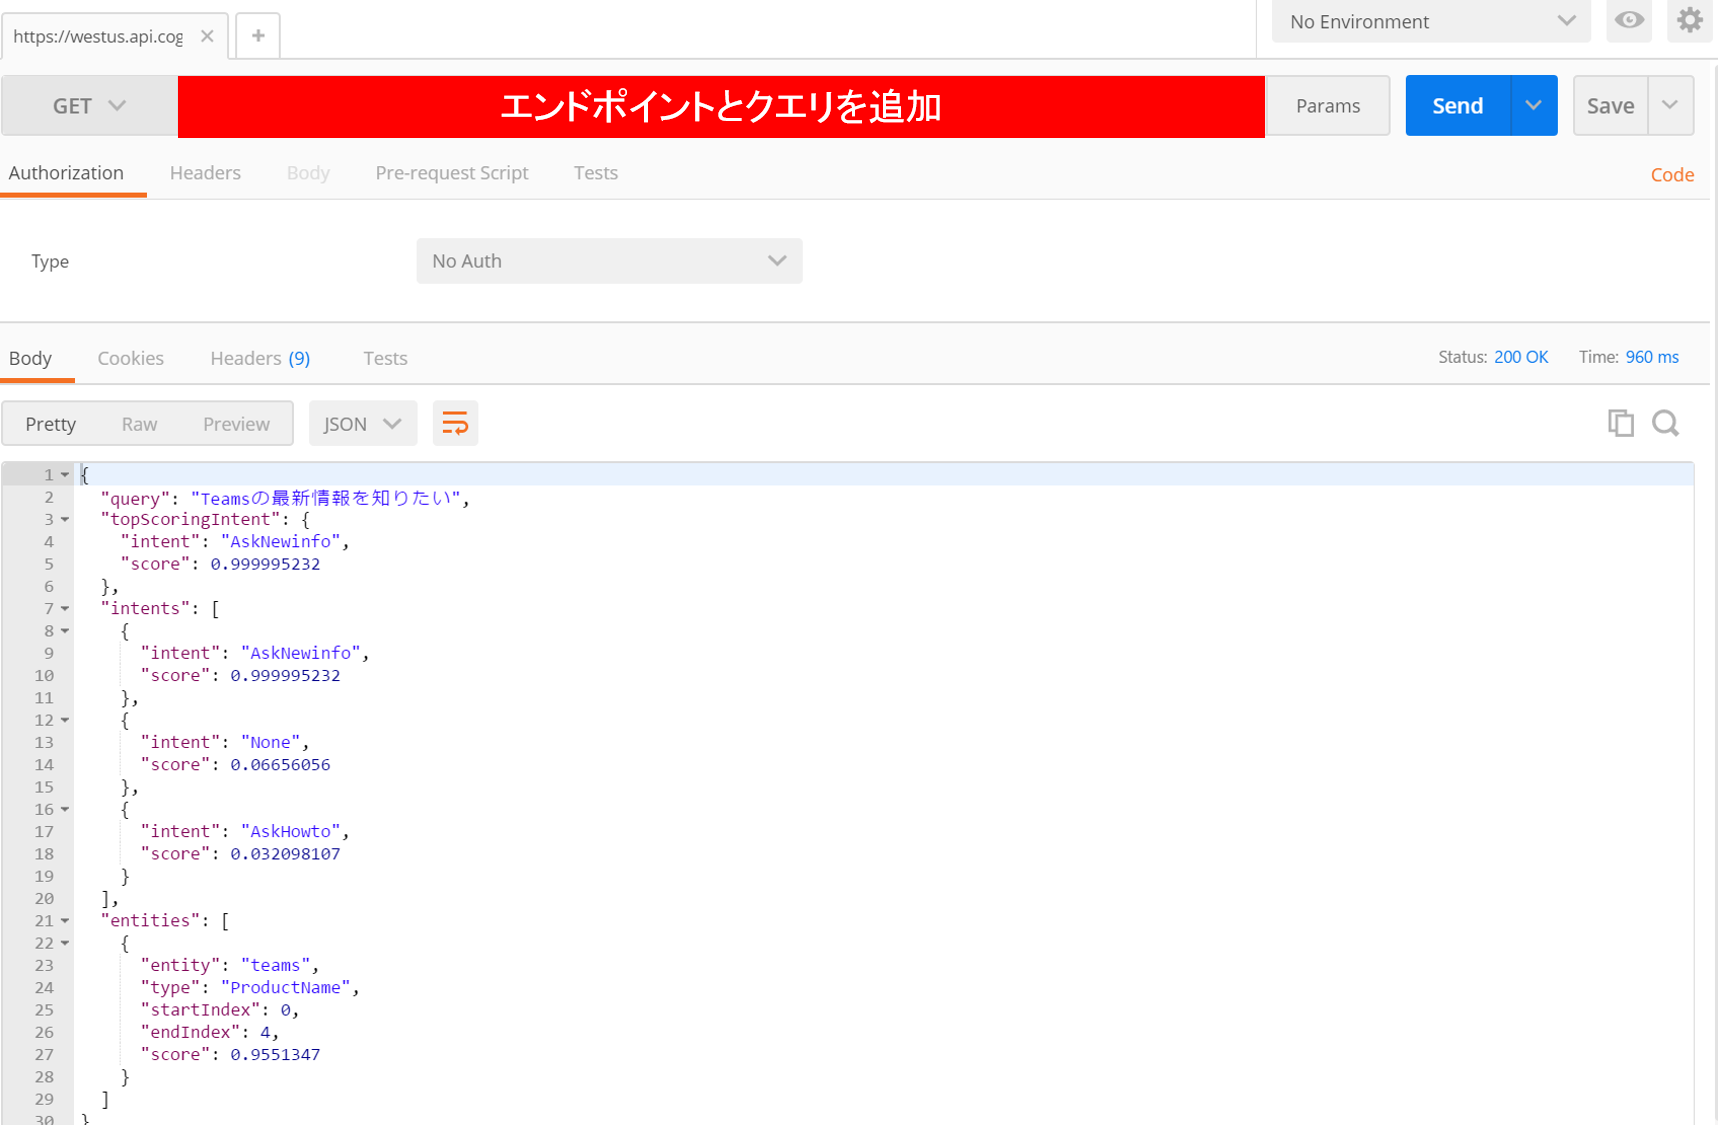 https://westus.api.cog
No Environment
GET
エンドポイントとクエリを追加
Params
Send
Save
Authorization
Headers
Body
Pre-request Script
Tests
Code
Type
No Auth
Body
Cookies
Headers (9)
Tests
Status: 200 OK
Time: 960 ms
Pretty
Raw
Preview
JSON
1 {
2 "query": "Teamsの最新情報を知りたい",
3 "topScoringIntent": {
4 "intent": "AskNewinfo",
5 "score": 0.999995232
6 },
7 "intents": [
8 {
9 "intent": "AskNewinfo",
10 "score": 0.999995232
11 },
12 {
13 "intent": "None",
14 "score": 0.06656056
15 },
16 {
17 "intent": "AskHowto",
18 "score": 0.032098107
19 }
20 ],
21 "entities": [
22 {
23 "entity": "teams",
24 "type": "ProductName",
25 "startIndex": 0,
26 "endIndex": 4,
27 "score": 0.9551347
28 }
29 ]
30 }